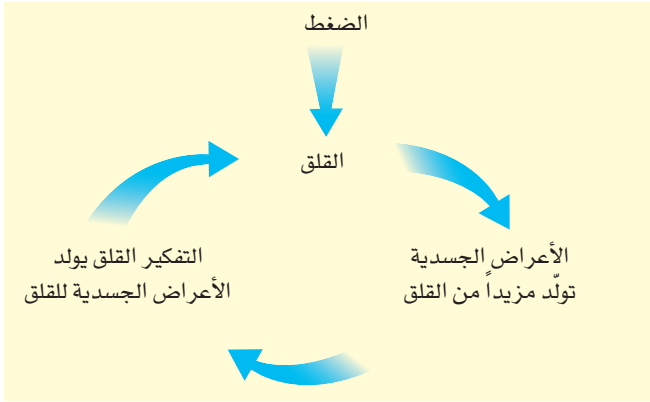 الضغط
القلق
الأعراض الجسدية
تولّد مزيداً من القلق
التفكير القلق يولد
الأعراض الجسدية للقلق